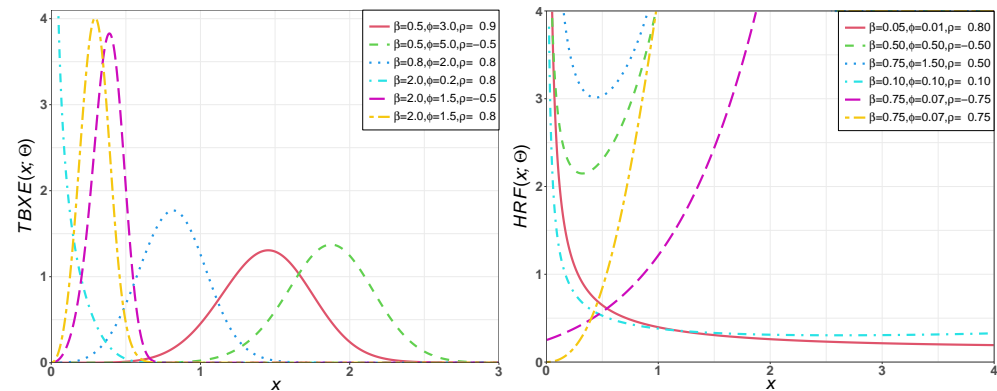 TBXE(x; Θ)
4
3
2
1
0
0 1 2 3
x
β=0.5,ϕ=3.0,ρ= 0.9
β=0.5,ϕ=5.0,ρ=−0.5
β=0.8,ϕ=2.0,ρ= 0.8
β=2.0,ϕ=0.2,ρ= 0.8
β=2.0,ϕ=1.5,ρ=−0.5
β=2.0,ϕ=1.5,ρ= 0.8
HRF(x; Θ)
4
3
2
1
0
0 1 2 3 4
x
β=0.05,ϕ=0.01,ρ= 0.80
β=0.50,ϕ=0.50,ρ=−0.50
β=0.75,ϕ=1.50,ρ= 0.50
β=0.10,ϕ=0.10,ρ= 0.10
β=0.75,ϕ=0.07,ρ=−0.75
β=0.75,ϕ=0.07,ρ= 0.75